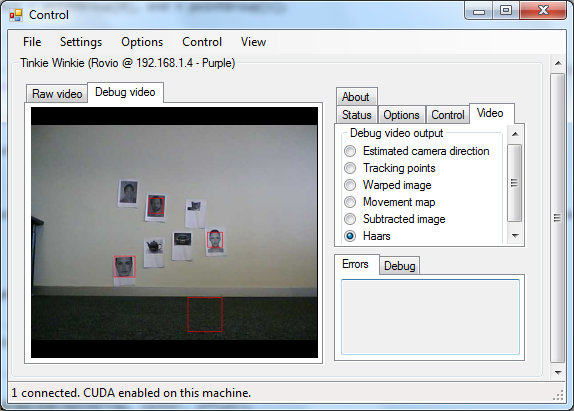 Control
File Settings Options Control View
Tinkie Winkie (Rovio @ 192.168.1.4 - Purple)
Raw video Debug video
About
Status Options Control Video
Debug video output
Estimated camera direction
Tracking points
Warped image
Movement map
Subtracted image
Haars
Errors Debug
1 connected. CUDA enabled on this machine.